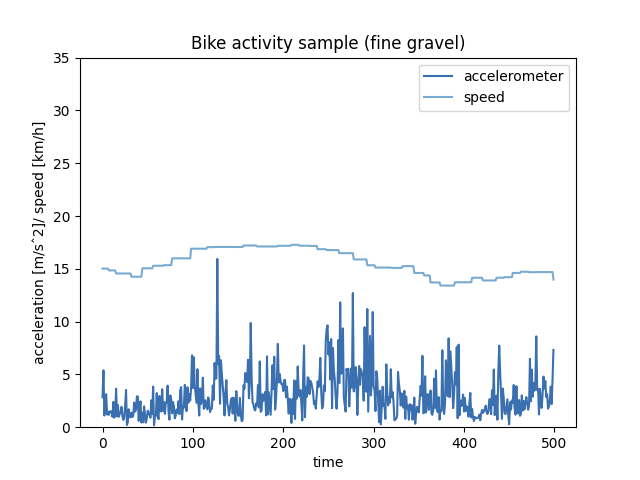 Bike activity sample (fine gravel)
accelerometer
speed
35
30
25
20
15
10
5
0
acceleration [m/s^2]/ speed [km/h]
0 100 200 300 400 500
time